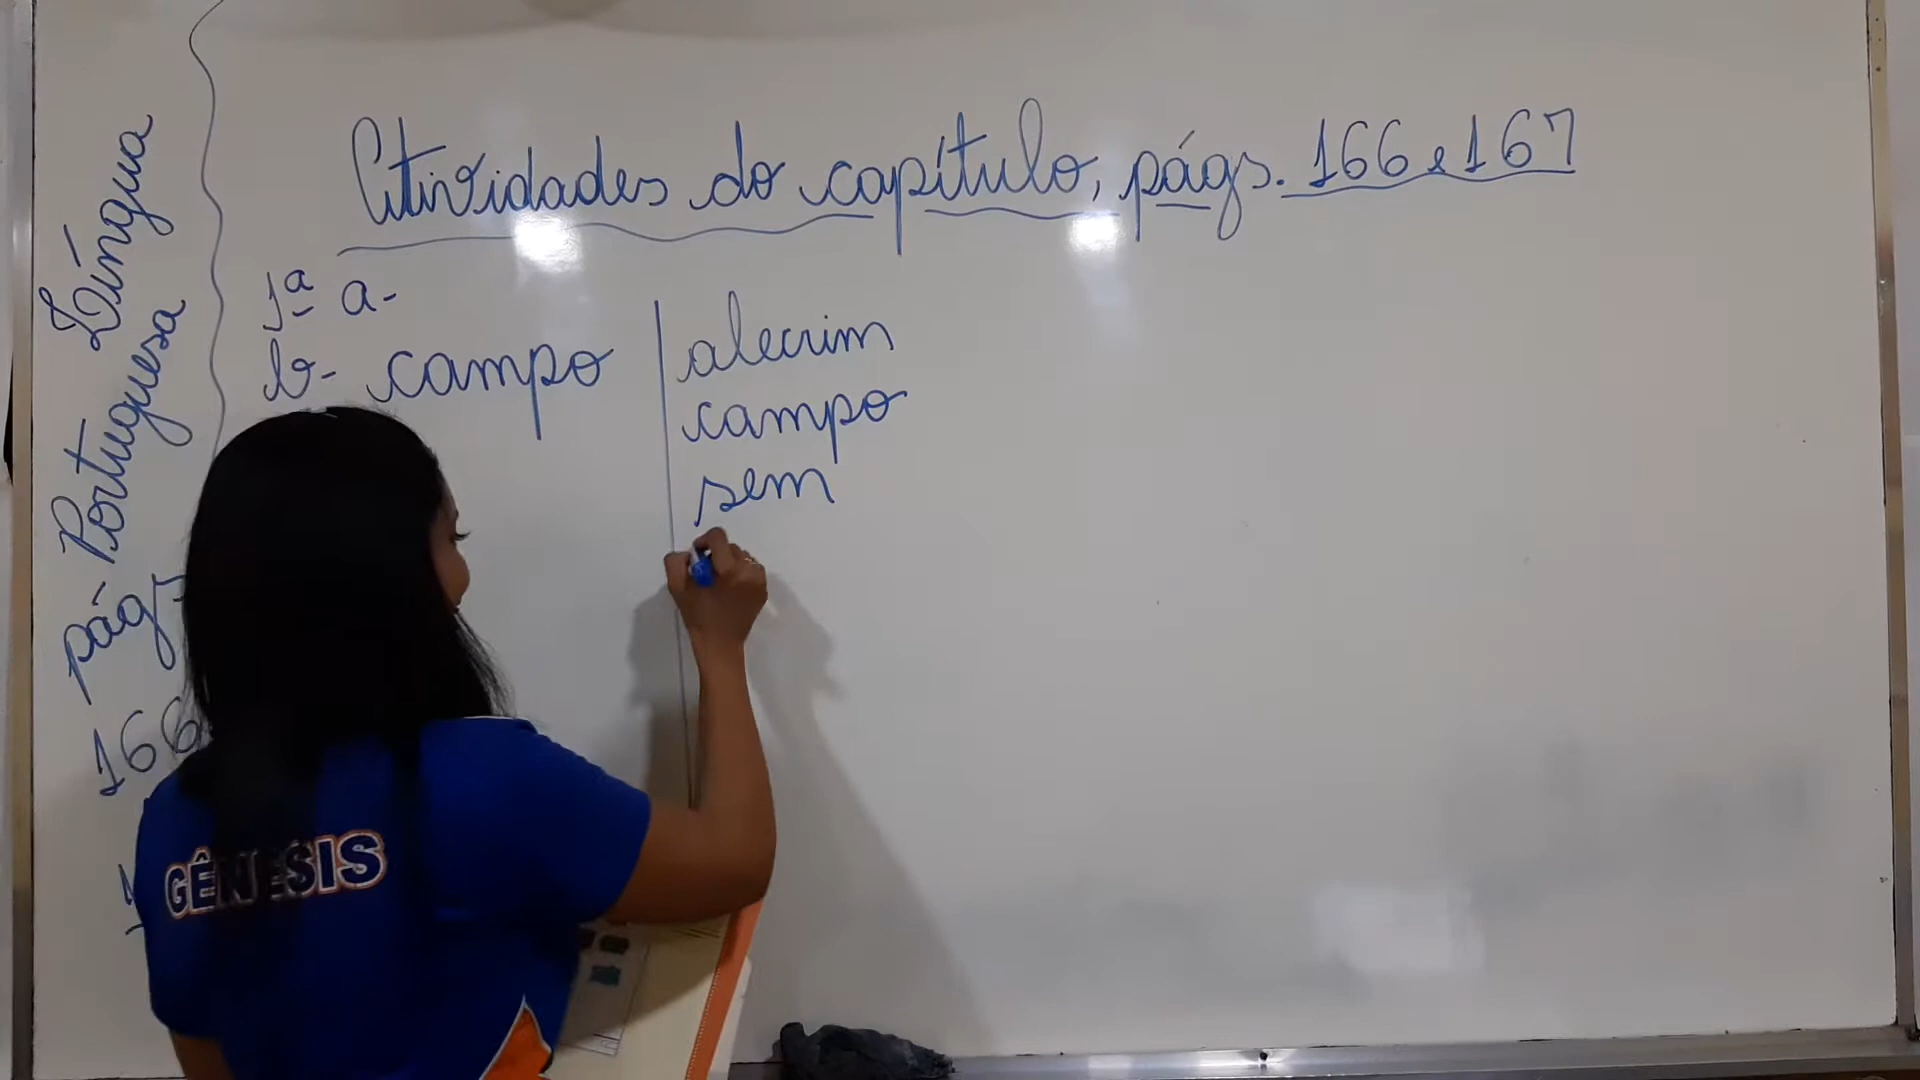 Língua
Portuguesa
pág
166
Atividades do capítulo, págs. 166 e 167
1ª a-
b- campo
alecrim
campo
sem
GÊNESIS